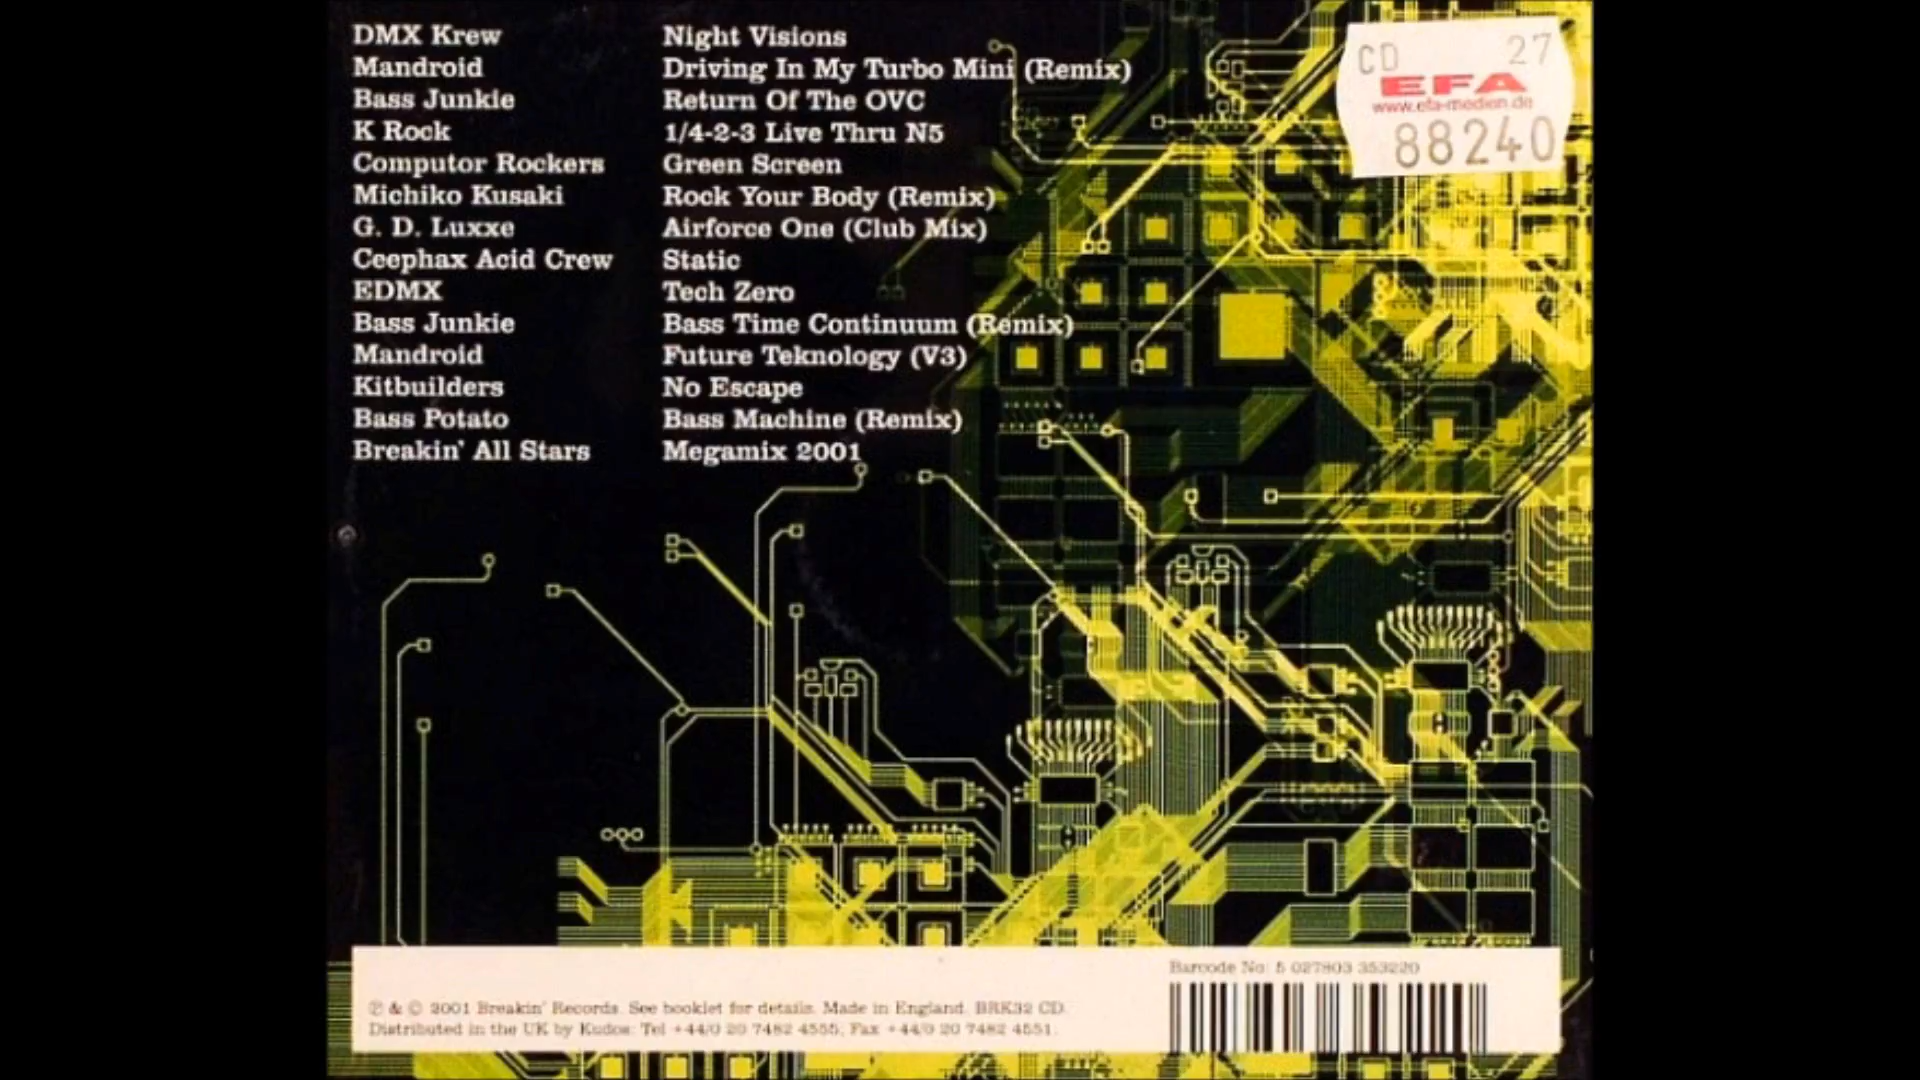 DMX Krew Night Visions
Mandroid Driving In My Turbo Mini (Remix)
Bass Junkie Return Of The OVC
K Rock 1/4-2-3 Live Thru N5
Computor Rockers Green Screen
Michiko Kusaki Rock Your Body (Remix)
G. D. Luxxe Airforce One (Club Mix)
Ceephax Acid Crew Static
EDMX Tech Zero
Bass Junkie Bass Time Continuum (Remix)
Mandroid Future Teknology (V3)
Kitbuilders No Escape
Bass Potato Bass Machine (Remix)
Breakin' All Stars Megamix 2001
CD 27
EFA
www.efa-medien.de
88240
Barcode No: 5 027803 353220
℗ & © 2001 Breakin' Records. See booklet for details. Made in England. BRK32 CD.
Distributed in the UK by Kudos: Tel +44/0 20 7482 4555, Fax +44/0 20 7482 4551.